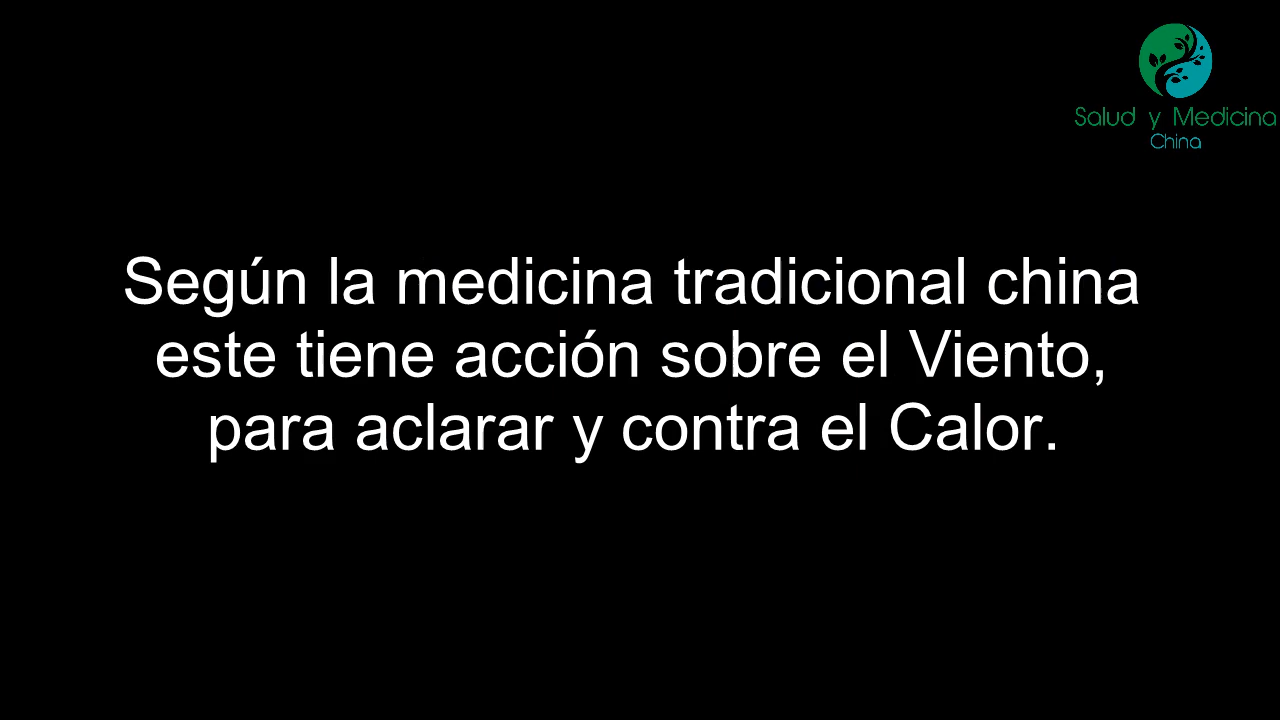 Salud y Medicina
China
Según la medicina tradicional china
este tiene acción sobre el Viento,
para aclarar y contra el Calor.